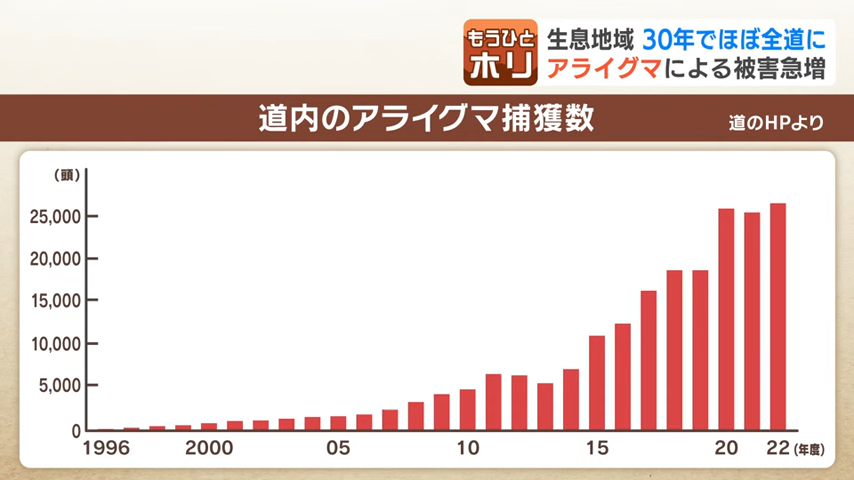 もうひと
ホリ
生息地域 30年でほぼ全道に
アライグマによる被害急増
道内のアライグマ捕獲数
道のHPより
(頭)
25,000
20,000
15,000
10,000
5,000
0
1996 2000 05 10 15 20 22 (年度)